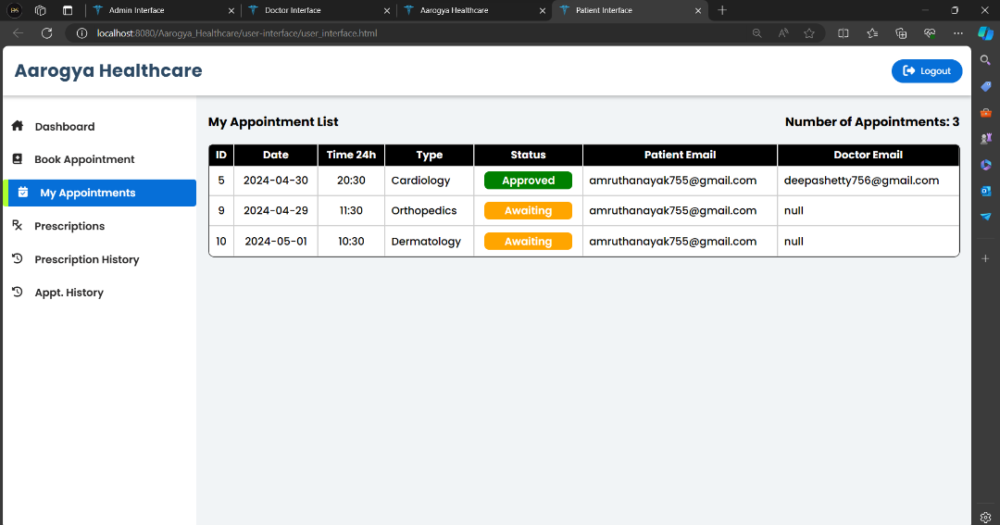 Admin Interface
Doctor Interface
Aarogya Healthcare
Patient Interface
localhost:8080/Aarogya_Healthcare/user-interface/user_interface.html
Aarogya Healthcare
Logout
Dashboard
Book Appointment
My Appointments
Prescriptions
Prescription History
Appt. History
My Appointment List
Number of Appointments: 3
ID Date Time 24h Type Status Patient Email Doctor Email
5 2024-04-30 20:30 Cardiology Approved amruthanayak755@gmail.com deepashetty756@gmail.com
9 2024-04-29 11:30 Orthopedics Awaiting amruthanayak755@gmail.com null
10 2024-05-01 10:30 Dermatology Awaiting amruthanayak755@gmail.com null